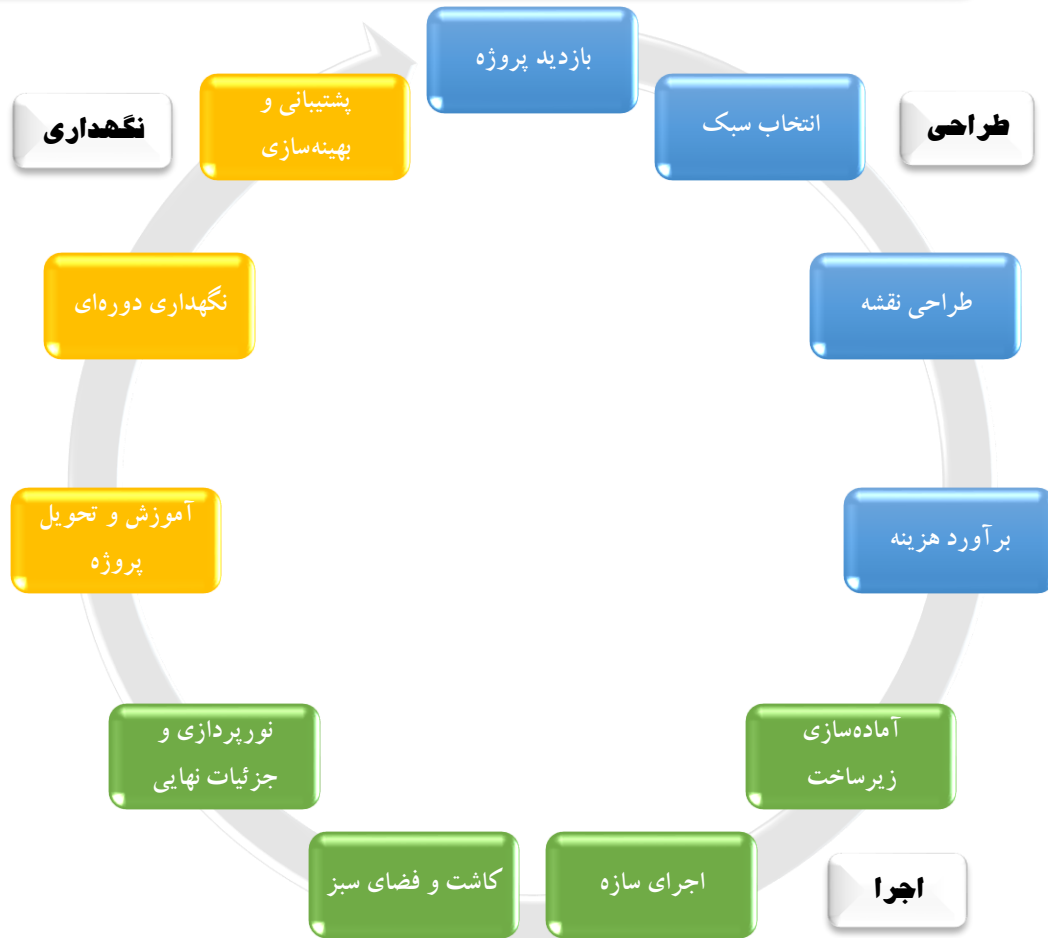 بازدید پروژه
انتخاب سبک
طراحی
طراحی نقشه
برآورد هزینه
آماده‌سازی
زیرساخت
اجرا
اجرای سازه
کاشت و فضای سبز
نورپردازی و
جزئیات نهایی
آموزش و تحویل
پروژه
نگهداری دوره‌ای
پشتیبانی و
بهینه‌سازی
نگهداری